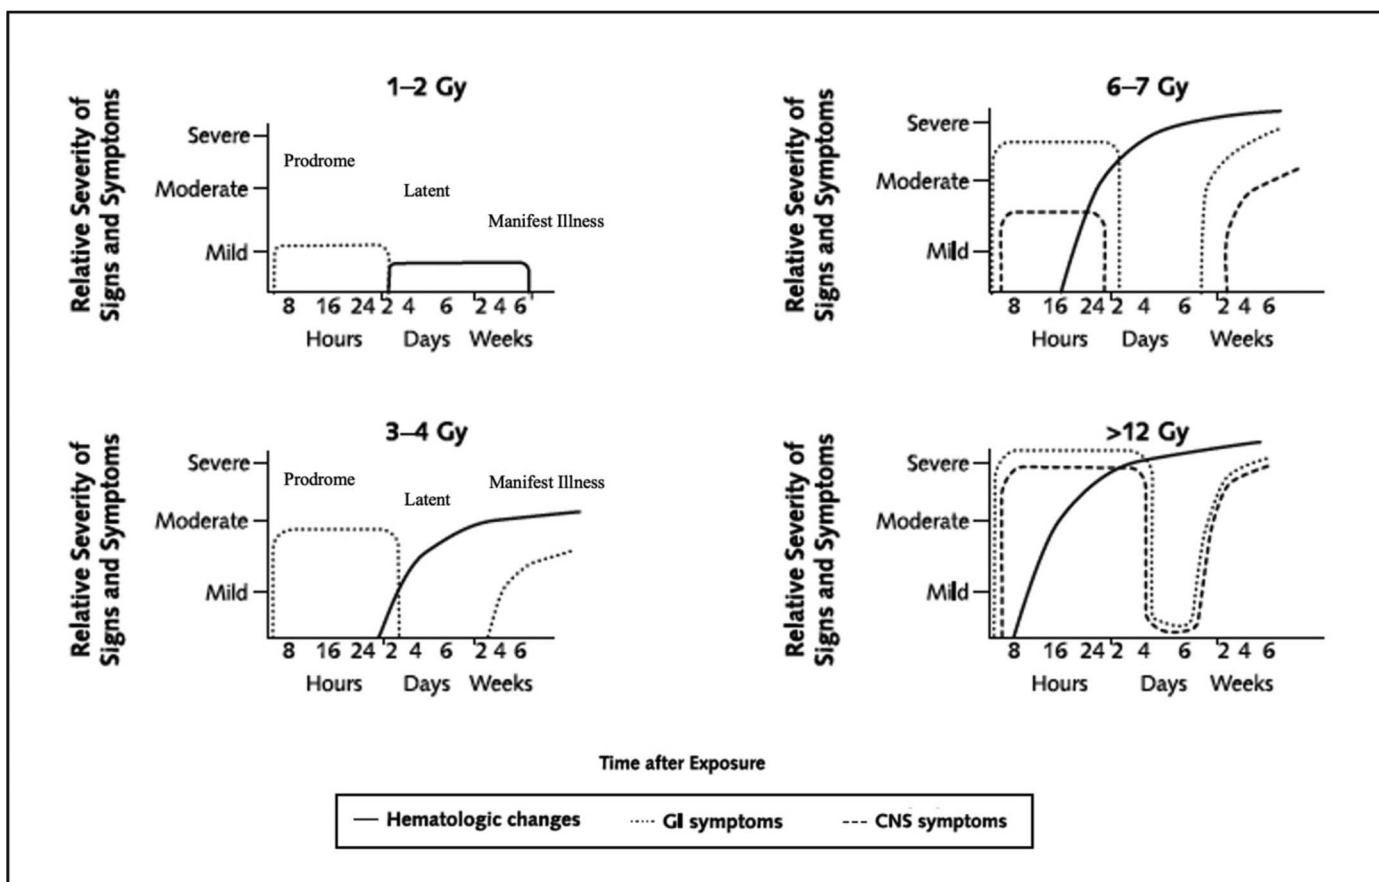 1–2 Gy
Relative Severity of
Signs and Symptoms
Severe
Moderate
Mild
Prodrome
Latent
Manifest Illness
8 16 24 2 4 6 2 4 6
Hours Days Weeks
6–7 Gy
Relative Severity of
Signs and Symptoms
Severe
Moderate
Mild
8 16 24 2 4 6 2 4 6
Hours Days Weeks
3–4 Gy
Relative Severity of
Signs and Symptoms
Severe
Moderate
Mild
Prodrome
Latent
Manifest Illness
8 16 24 2 4 6 2 4 6
Hours Days Weeks
>12 Gy
Relative Severity of
Signs and Symptoms
Severe
Moderate
Mild
8 16 24 2 4 6 2 4 6
Hours Days Weeks
Time after Exposure
Hematologic changes GI symptoms CNS symptoms